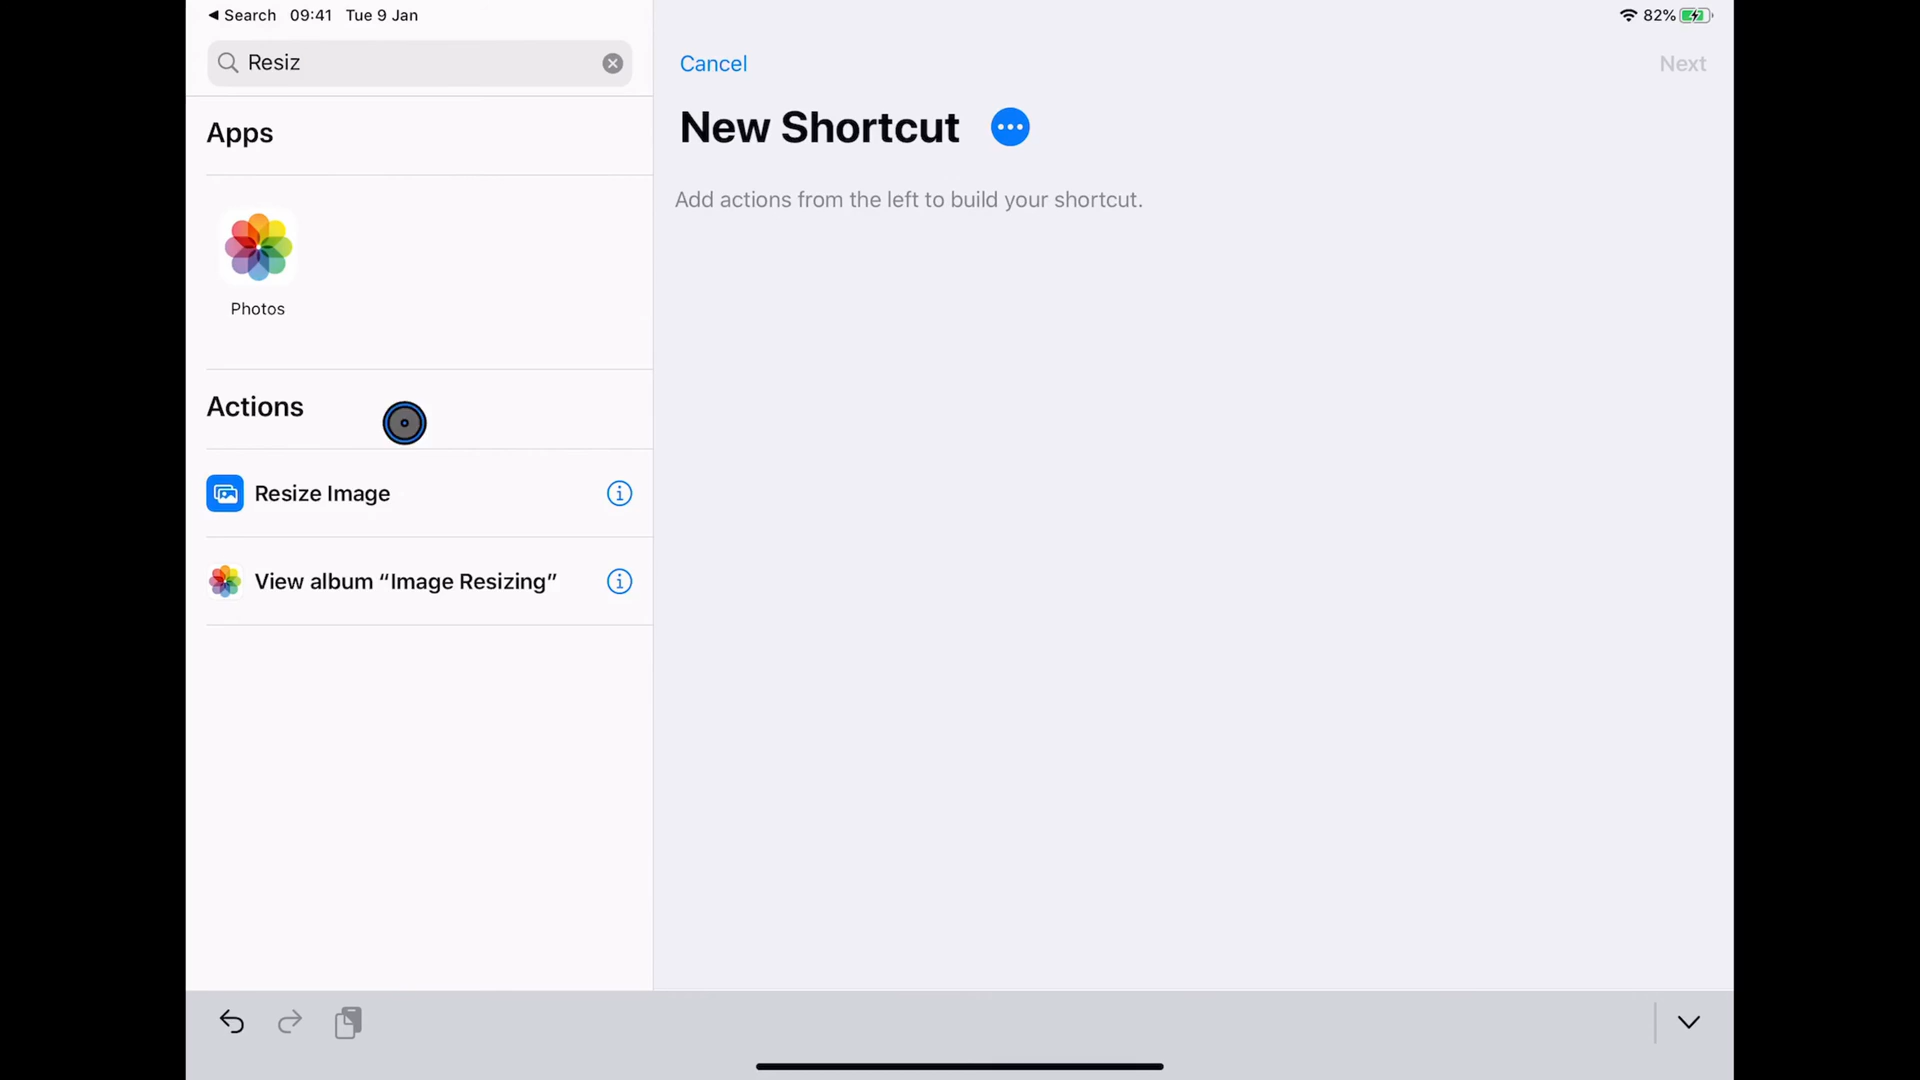 ◀ Search 09:41 Tue 9 Jan
82%
Resiz
Cancel
Next
Apps
New Shortcut
Add actions from the left to build your shortcut.
Photos
Actions
Resize Image
View album “Image Resizing”